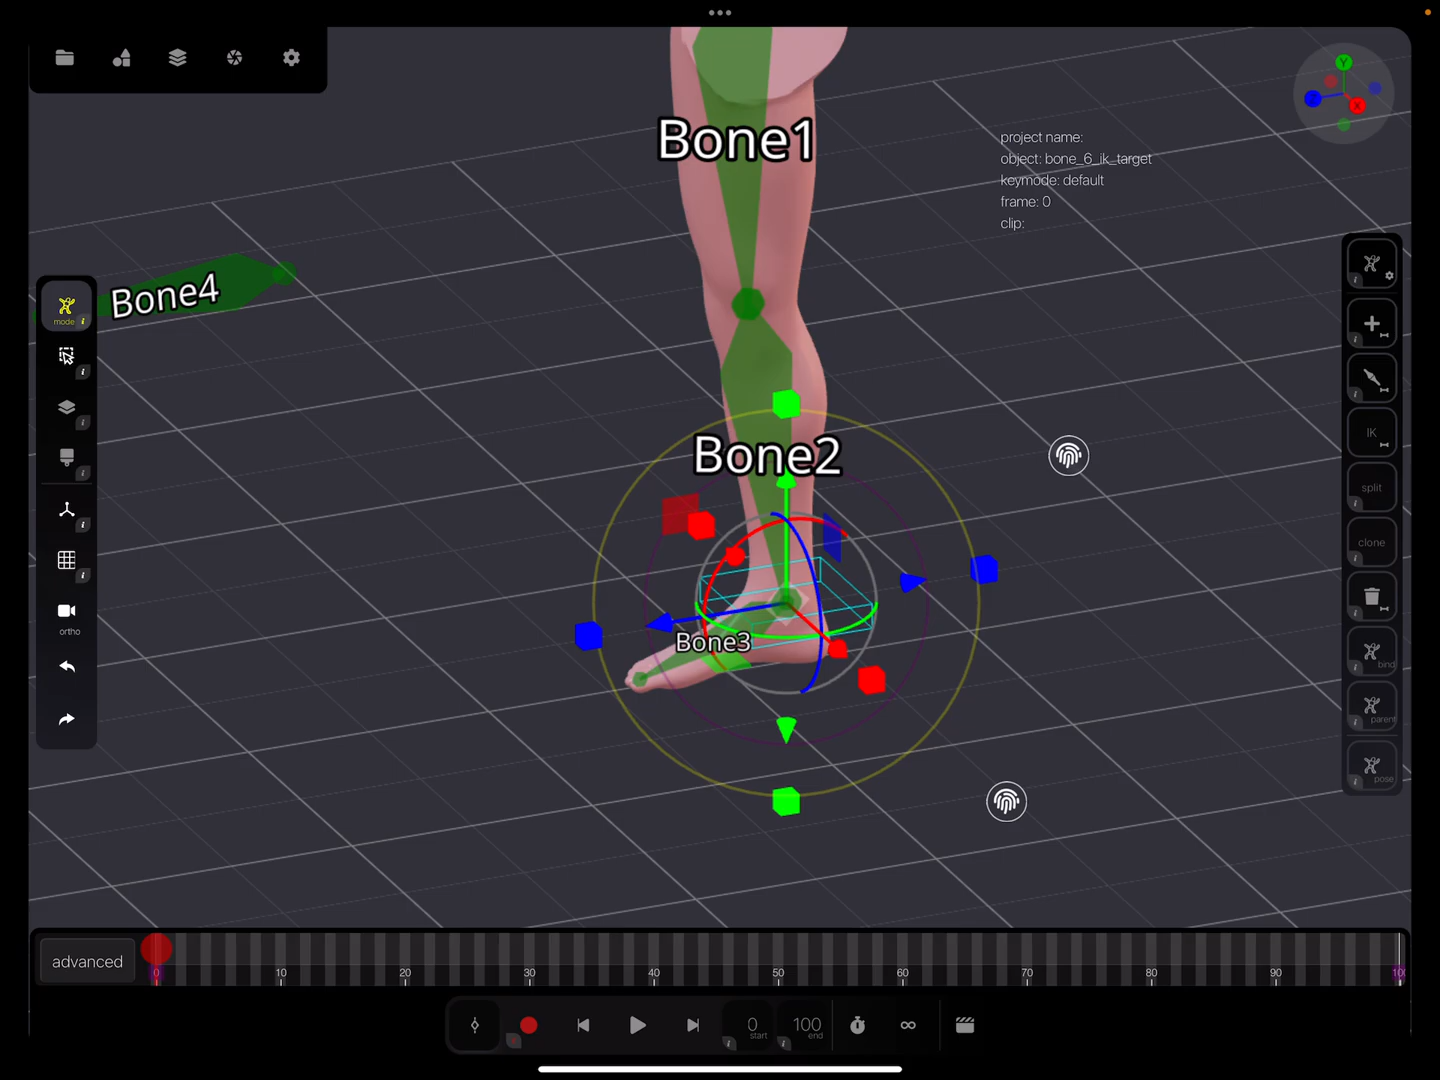 project name:
object: bone_6_ik_target
keymode: default
frame: 0
clip:
Y
X
Bone1
Bone4
Bone2
Bone3
mode
ortho
IK
split
clone
bind
parent
pose
advanced
0
10
20
30
40
50
60
70
80
90
100
0
start
100
end